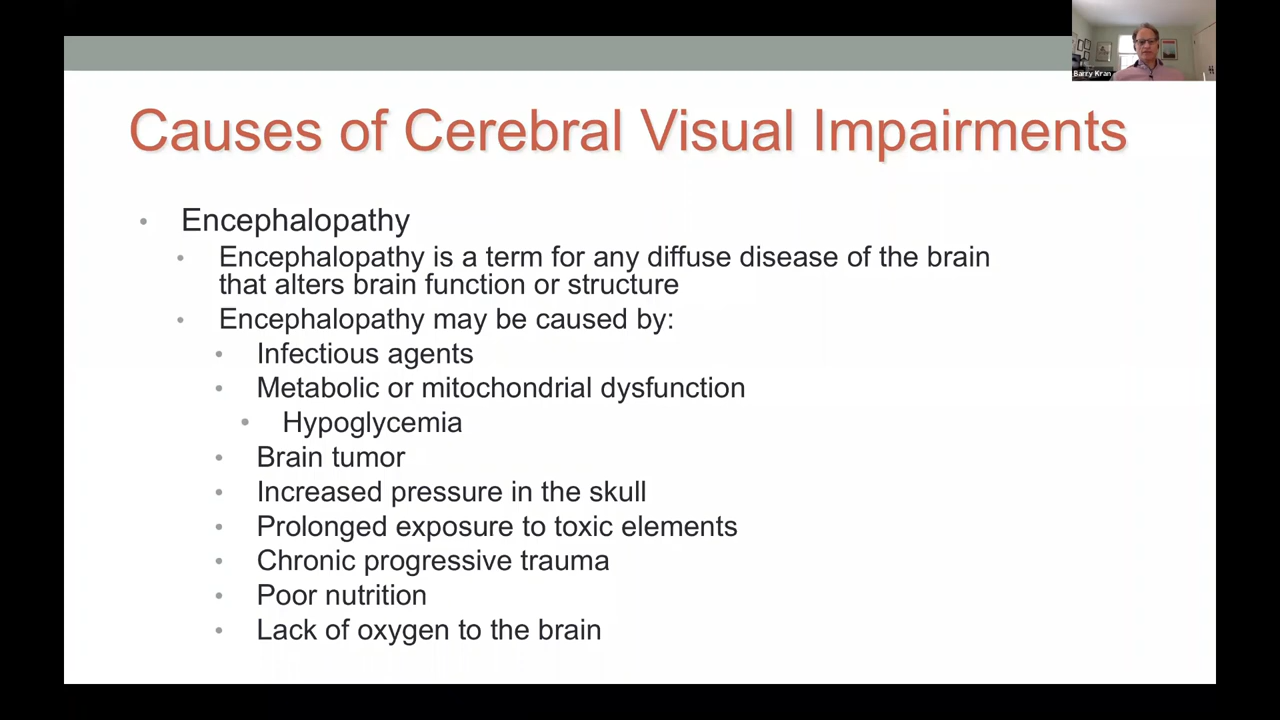 Barry Kran
Causes of Cerebral Visual Impairments
• Encephalopathy
• Encephalopathy is a term for any diffuse disease of the brain
that alters brain function or structure
• Encephalopathy may be caused by:
• Infectious agents
• Metabolic or mitochondrial dysfunction
• Hypoglycemia
• Brain tumor
• Increased pressure in the skull
• Prolonged exposure to toxic elements
• Chronic progressive trauma
• Poor nutrition
• Lack of oxygen to the brain